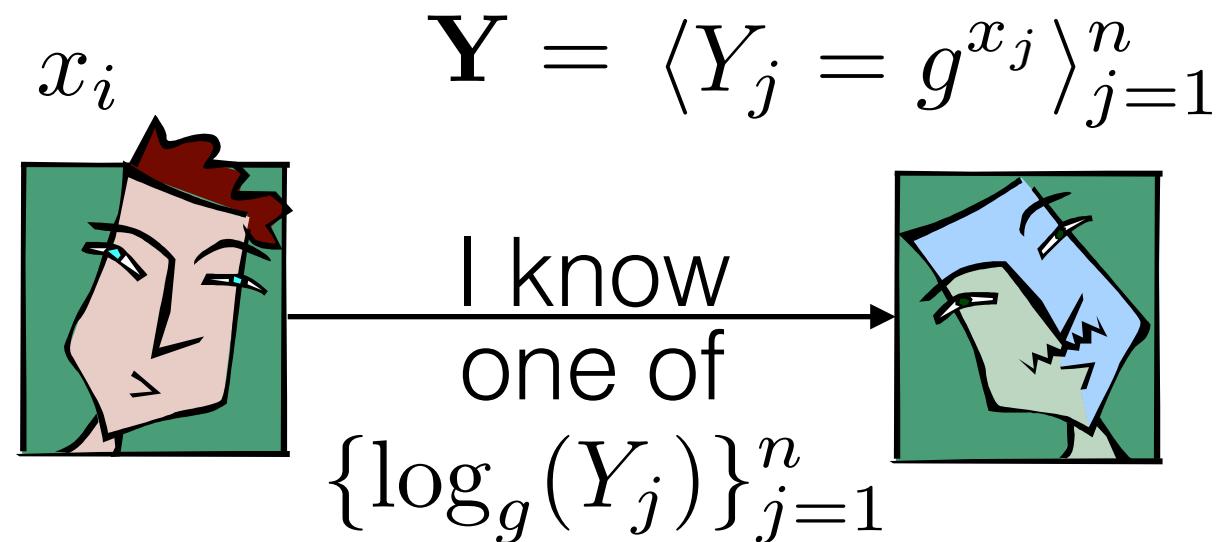 x_i
𝐘 = ⟨Y_j = g^{x_j}⟩_{j=1}^n
I know
one of
{log_g(Y_j)}_{j=1}^n